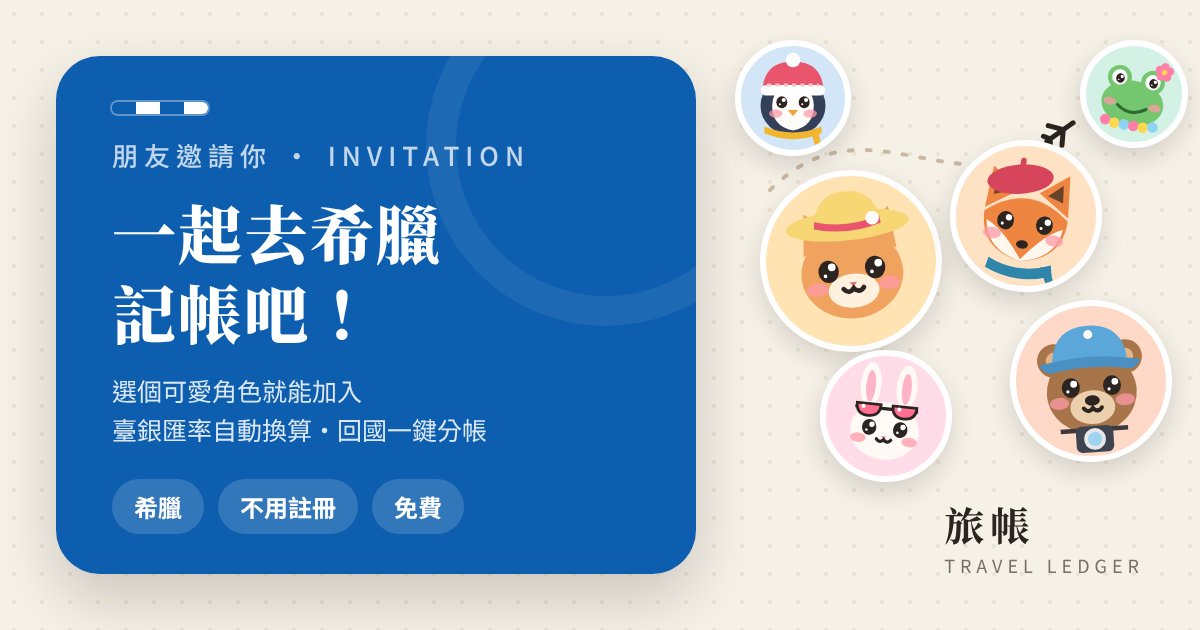 朋友邀請你 • INVITATION
一起去希臘
記帳吧！
選個可愛角色就能加入
臺銀匯率自動換算・回國一鍵分帳
希臘
不用註冊
免費
旅帳
TRAVEL LEDGER